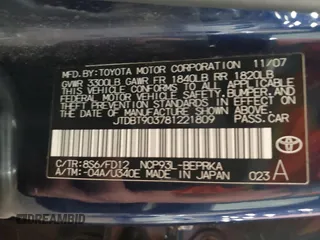 MFD. BY: TOYOTA MOTOR CORPORATION 11/07
GVWR 3300LB GAWR FR 1840LB RR 1820LB
THIS VEHICLE CONFORMS TO ALL APPLICABLE
FEDERAL MOTOR VEHICLE SAFETY, BUMPER, AND
THEFT PREVENTION STANDARDS IN EFFECT ON
THE DATE OF MANUFACTURE SHOWN ABOVE.
JTDBT903781221809 PASS. CAR
TOYOTA
C/TR: 8S6/FD12 NCP93L-BEPRKA
A/TM: -04A/U340E MADE IN JAPAN 023 A
DREAMBID